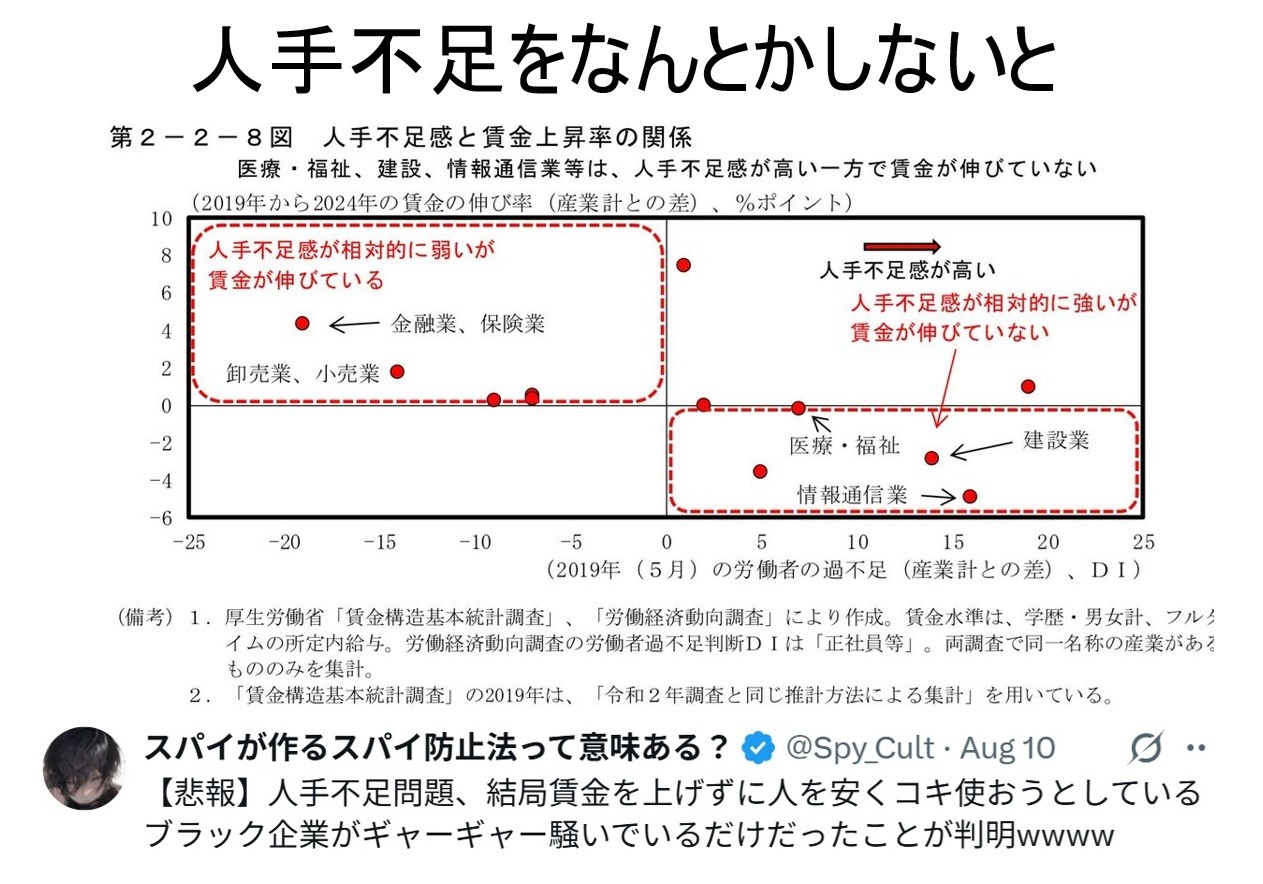 人手不足をなんとかしないと
第２－２－８図　人手不足感と賃金上昇率の関係
医療・福祉、建設、情報通信業等は、人手不足感が高い一方で賃金が伸びていない
（2019年から2024年の賃金の伸び率（産業計との差）、％ポイント）
10
8
6
4
2
0
−2
−4
−6
人手不足感が相対的に弱いが
賃金が伸びている
金融業、保険業
卸売業、小売業
人手不足感が高い
人手不足感が相対的に強いが
賃金が伸びていない
医療・福祉
建設業
情報通信業
−25 −20 −15 −10 −5 0 5 10 15 20 25
（2019年（５月）の労働者の過不足（産業計との差）、ＤＩ）
（備考）１．厚生労働省「賃金構造基本統計調査」、「労働経済動向調査」により作成。賃金水準は、学歴・男女計、フルタ
イムの所定内給与。労働経済動向調査の労働者過不足判断ＤＩは「正社員等」。両調査で同一名称の産業がある
もののみを集計。
２．「賃金構造基本統計調査」の2019年は、「令和２年調査と同じ推計方法による集計」を用いている。
スパイが作るスパイ防止法って意味ある？ @Spy_Cult · Aug 10
【悲報】人手不足問題、結局賃金を上げずに人を安くコキ使おうとしている
ブラック企業がギャーギャー騒いでいるだけだったことが判明wwww